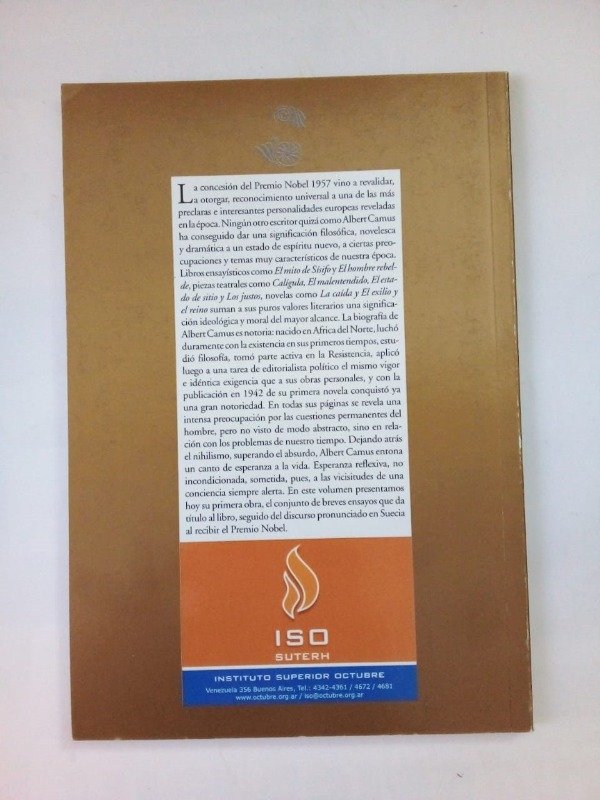 La concesión del Premio Nobel 1957 vino a revalidar,
a otorgar, reconocimiento universal a una de las más
preclaras e interesantes personalidades europeas reveladas
en la época. Ningún otro escritor quizá como Albert Camus
ha conseguido dar una significación filosófica, novelesca
y dramática a un estado de espíritu nuevo, a ciertas preo-
cupaciones y temas muy característicos de nuestra época.
Libros ensayísticos como El mito de Sísifo y El hombre rebel-
de, piezas teatrales como Calígula, El malentendido, El esta-
do de sitio y Los justos, novelas como La caída y El exilio y
el reino suman a sus puros valores literarios una significa-
ción ideológica y moral del mayor alcance. La biografía de
Albert Camus es notoria: nacido en Africa del Norte, luchó
duramente con la existencia en sus primeros tiempos, estu-
dió filosofía, tomó parte activa en la Resistencia, aplicó
luego a una tarea de editorialista político el mismo vigor
e idéntica exigencia que a sus obras personales, y con la
publicación en 1942 de su primera novela conquistó ya
una gran notoriedad. En todas sus páginas se revela una
intensa preocupación por las cuestiones permanentes del
hombre, pero no visto de modo abstracto, sino en rela-
ción con los problemas de nuestro tiempo. Dejando atrás
el nihilismo, superando el absurdo, Albert Camus entona
un canto de esperanza a la vida. Esperanza reflexiva, no
incondicionada, sometida, pues, a las vicisitudes de una
conciencia siempre alerta. En este volumen presentamos
hoy su primera obra, el conjunto de breves ensayos que da
título al libro, seguido del discurso pronunciado en Suecia
al recibir el Premio Nobel.
ISO
SUTERH
INSTITUTO SUPERIOR OCTUBRE
Venezuela 356 Buenos Aires, Tel.: 4342-4361 / 4672 / 4681
www.octubre.org.ar / iso@octubre.org.ar